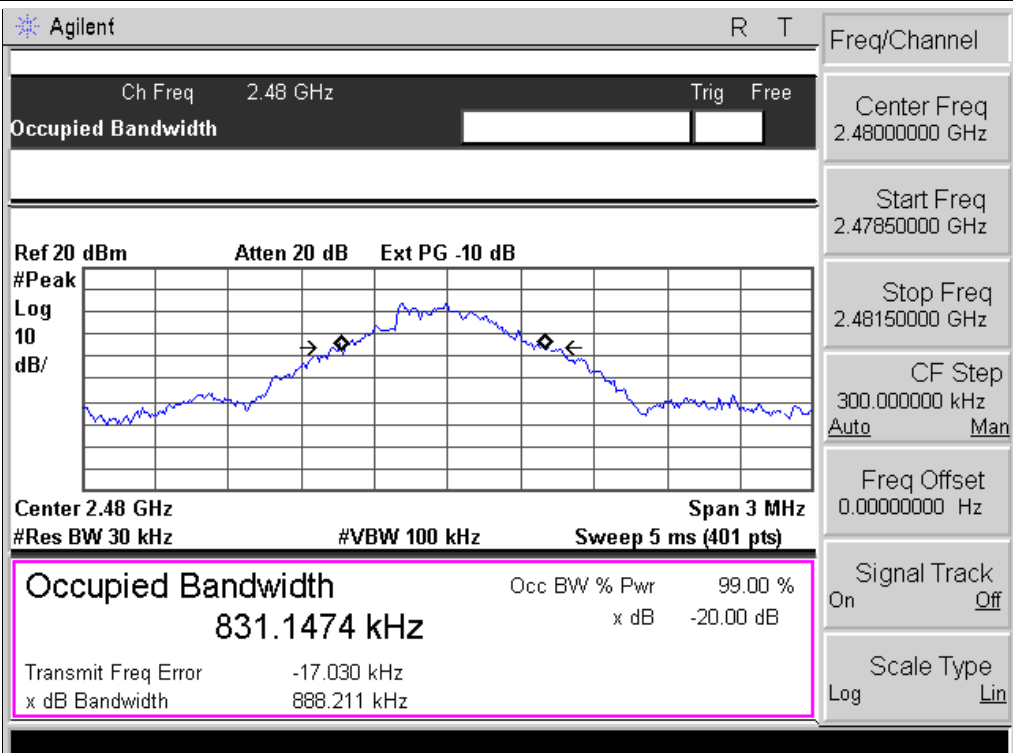 Agilent R T
Ch Freq 2.48 GHz Trig Free
Occupied Bandwidth
Ref 20 dBm Atten 20 dB Ext PG -10 dB
#Peak
Log
10
dB/
Center 2.48 GHz Span 3 MHz
#Res BW 30 kHz #VBW 100 kHz Sweep 5 ms (401 pts)
Occupied Bandwidth Occ BW % Pwr 99.00 %
831.1474 kHz x dB -20.00 dB
Transmit Freq Error -17.030 kHz
x dB Bandwidth 888.211 kHz
Freq/Channel
Center Freq
2.48000000 GHz
Start Freq
2.47850000 GHz
Stop Freq
2.48150000 GHz
CF Step
300.000000 kHz
Auto Man
Freq Offset
0.00000000 Hz
Signal Track
On Off
Scale Type
Log Lin